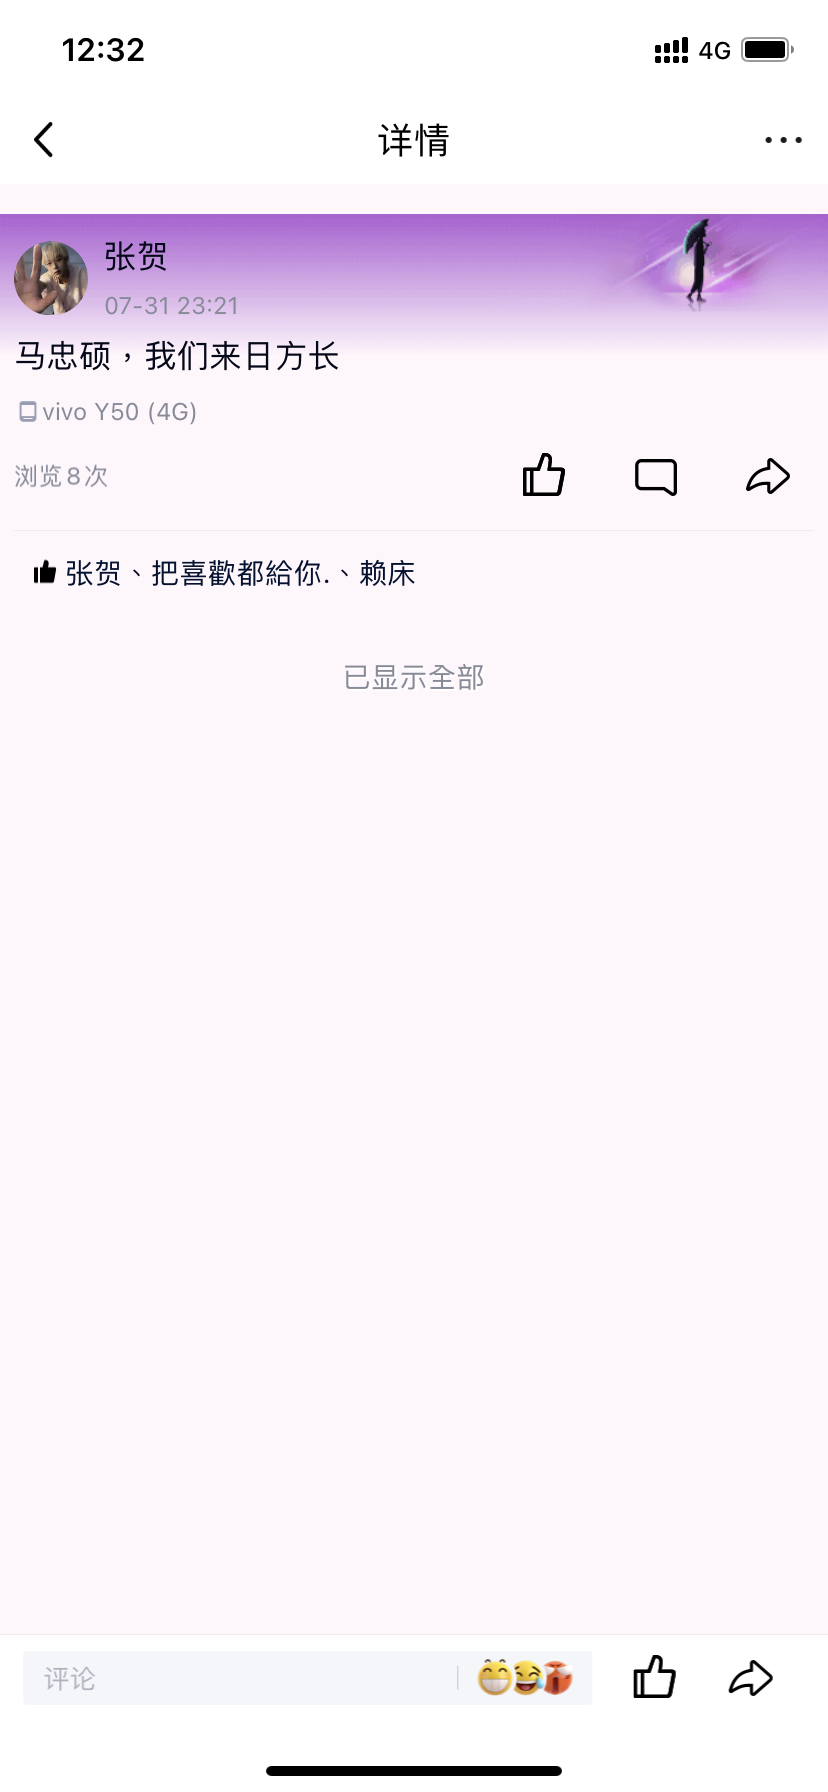 12:32
4G
详情
张贺
07-31 23:21
马忠硕，我们来日方长
vivo Y50 (4G)
浏览8次
张贺、把喜歡都給你.、赖床
已显示全部
评论